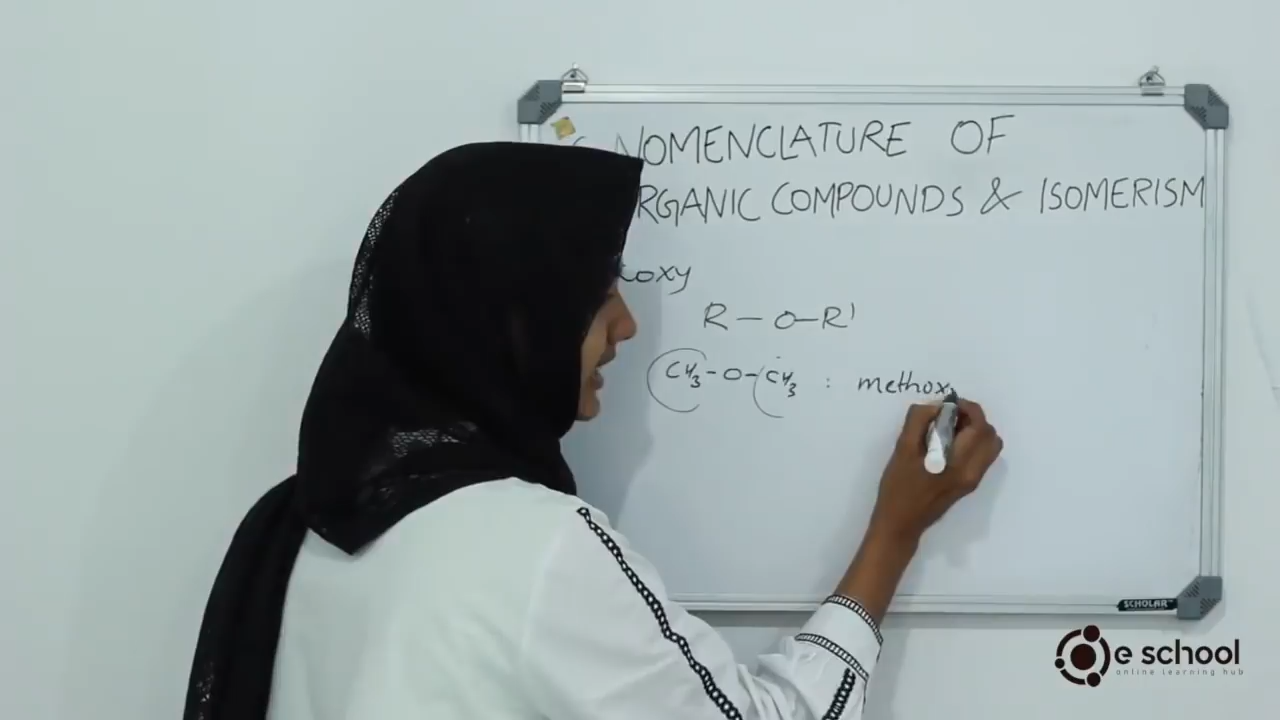 NOMENCLATURE OF
RGANIC COMPOUNDS & ISOMERISM
oxy
R — O — R'
CH₃ - O - CH₃ : methox
SCHOLAR
e school
online learning hub